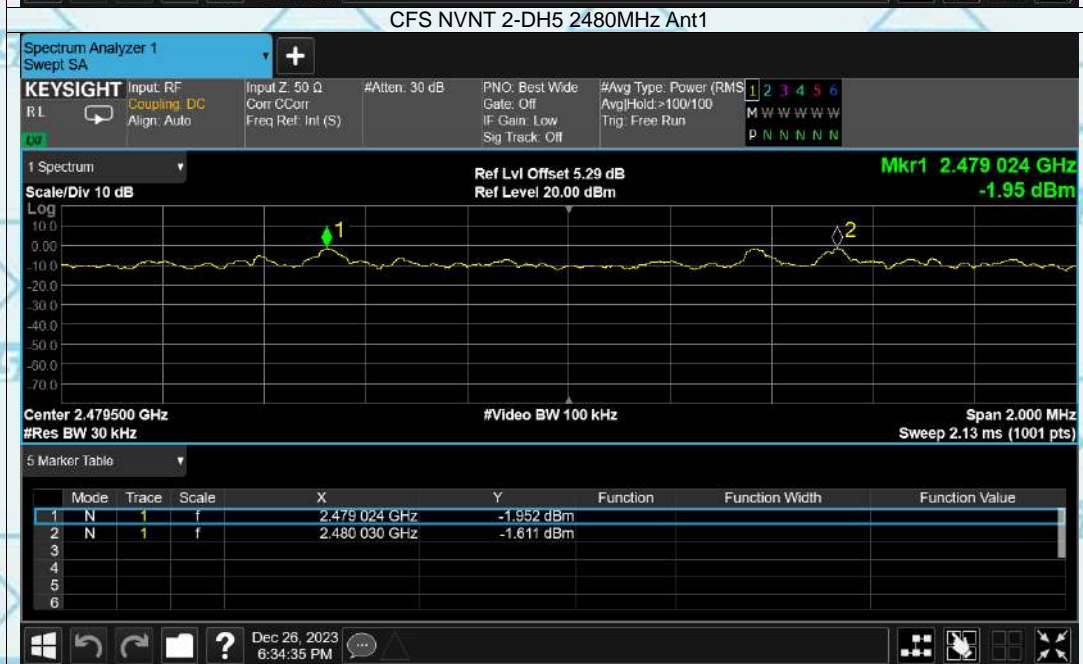 CFS NVNT 2-DH5 2480MHz Ant1
Spectrum Analyzer 1
Swept SA
+
KEYSIGHT Input: RF Input Z: 50 Ω #Atten: 30 dB PNO: Best Wide #Avg Type: Power (RMS 1 2 3 4 5 6
R L Coupling: DC Corr CCorr Gate: Off Avg|Hold:>100/100 M W W W W W
Align: Auto Freq Ref: Int (S) IF Gain: Low Trig: Free Run
LXI Sig Track: Off P N N N N N
1 Spectrum Ref Lvl Offset 5.29 dB Mkr1 2.479 024 GHz
Scale/Div 10 dB Ref Level 20.00 dBm -1.95 dBm
Log
10.0
1
2
0.00
-10.0
-20.0
-30.0
-40.0
-50.0
-60.0
-70.0
Center 2.479500 GHz #Video BW 100 kHz Span 2.000 MHz
#Res BW 30 kHz Sweep 2.13 ms (1001 pts)
5 Marker Table
Mode Trace Scale X Y Function Function Width Function Value
1 N 1 f 2.479 024 GHz -1.952 dBm
2 N 1 f 2.480 030 GHz -1.611 dBm
3
4
5
6
? Dec 26, 2023
6:34:35 PM